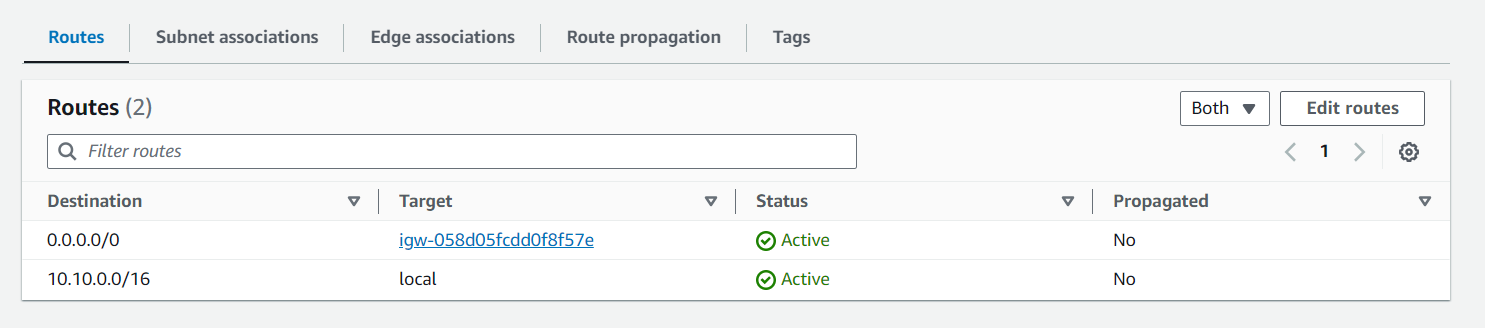 Routes Subnet associations Edge associations Route propagation Tags
Routes (2) Both Edit routes
Filter routes 1
Destination Target Status Propagated
0.0.0.0/0 igw-058d05fcdd0f8f57e Active No
10.10.0.0/16 local Active No